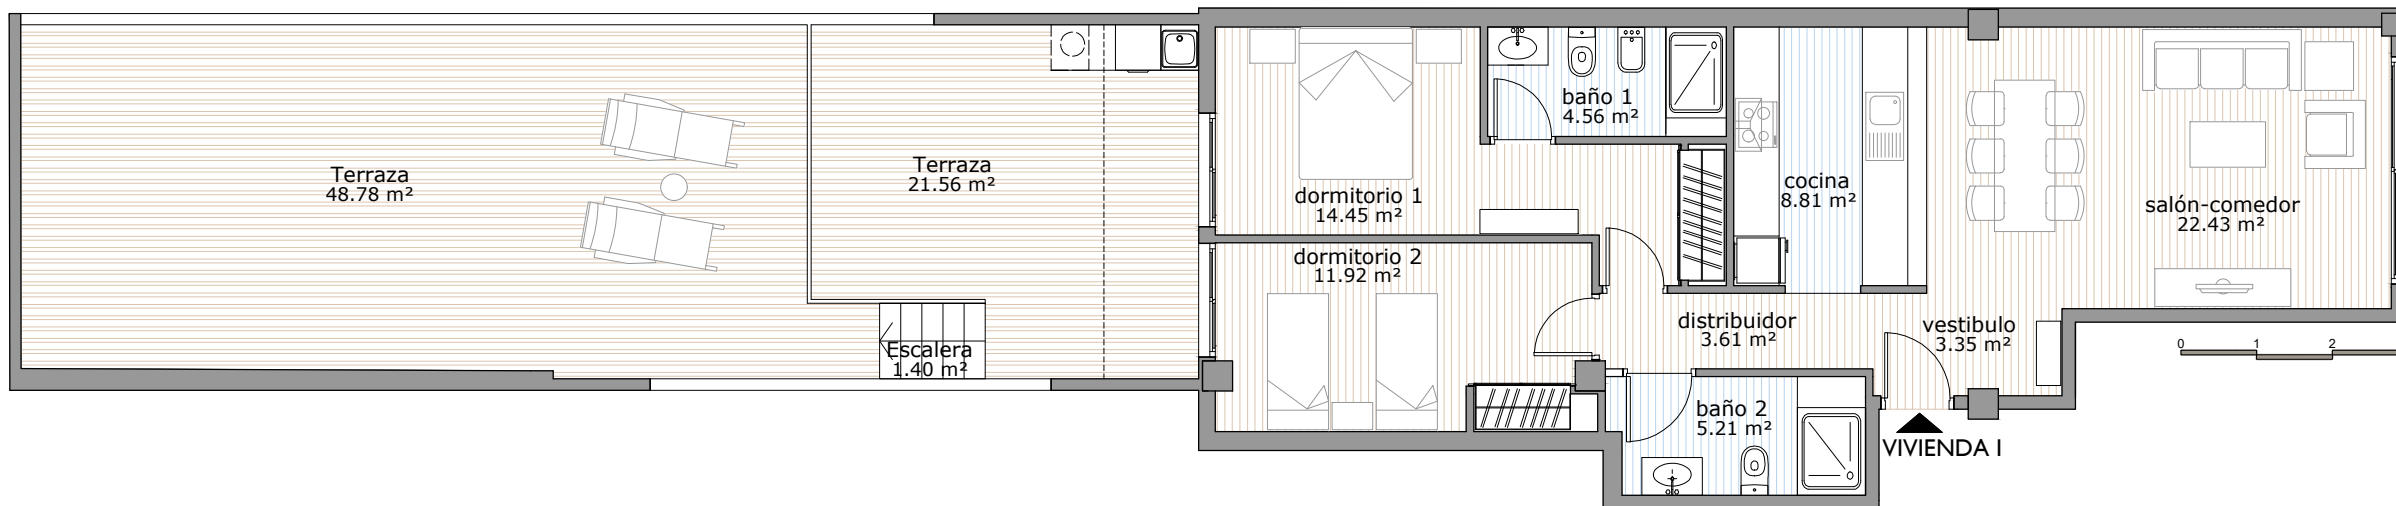 Terraza
48.78 m²
Terraza
21.56 m²
Escalera
1.40 m²
dormitorio 1
14.45 m²
dormitorio 2
11.92 m²
baño 1
4.56 m²
cocina
8.81 m²
salón-comedor
22.43 m²
distribuidor
3.61 m²
vestibulo
3.35 m²
baño 2
5.21 m²
VIVIENDA I
0 1 2